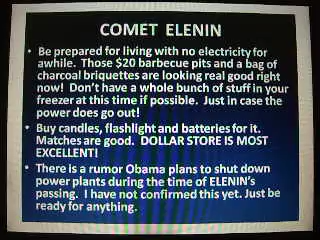 COMET ELENIN
• Be prepared for living with no electricity for
awhile. Those $20 barbecue pits and a bag of
charcoal briquettes are looking real good right
now! Don't have a whole bunch of stuff in your
freezer at this time if possible. Just in case the
power does go out!
• Buy candles, flashlight and batteries for it.
Matches are good. DOLLAR STORE IS MOST
EXCELLENT!
• There is a rumor Obama plans to shut down
power plants during the time of ELENIN's
passing. I have not confirmed this yet. Just be
ready for anything.